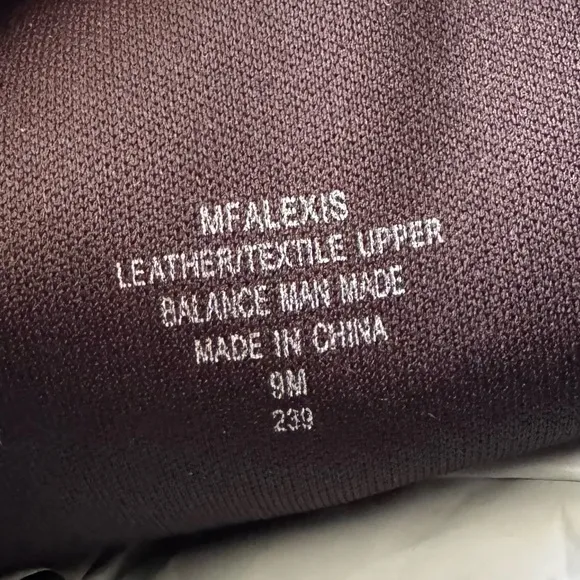 MFALEXIS
LEATHER/TEXTILE UPPER
BALANCE MAN MADE
MADE IN CHINA
9M
239